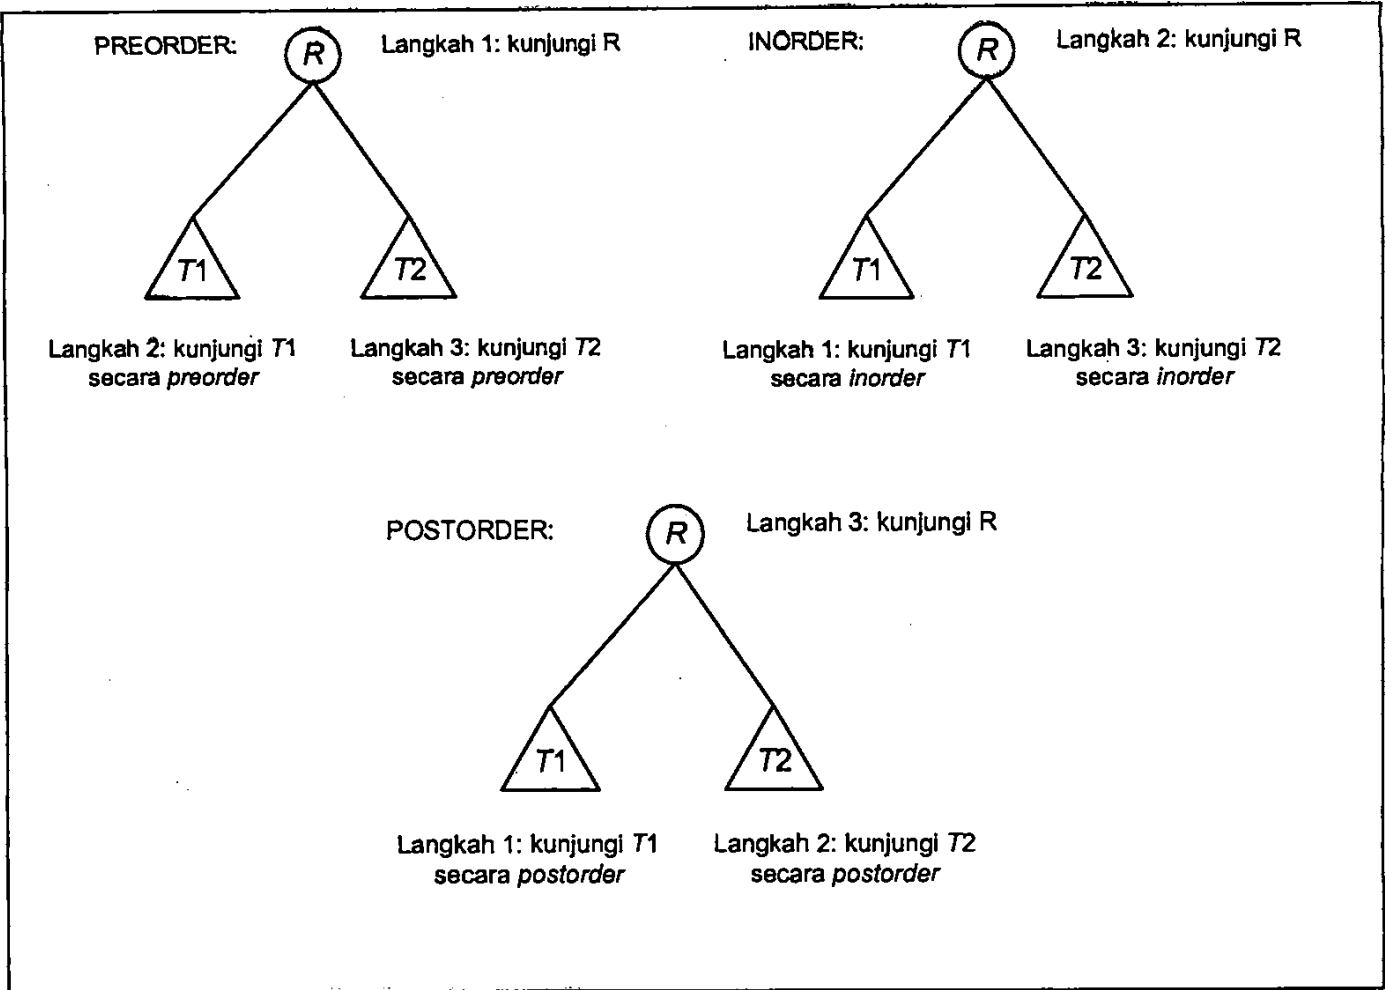 PREORDER:
R
Langkah 1: kunjungi R
T1
T2
Langkah 2: kunjungi T1
secara preorder
Langkah 3: kunjungi T2
secara preorder
INORDER:
R
Langkah 2: kunjungi R
T1
T2
Langkah 1: kunjungi T1
secara inorder
Langkah 3: kunjungi T2
secara inorder
POSTORDER:
R
Langkah 3: kunjungi R
T1
T2
Langkah 1: kunjungi T1
secara postorder
Langkah 2: kunjungi T2
secara postorder